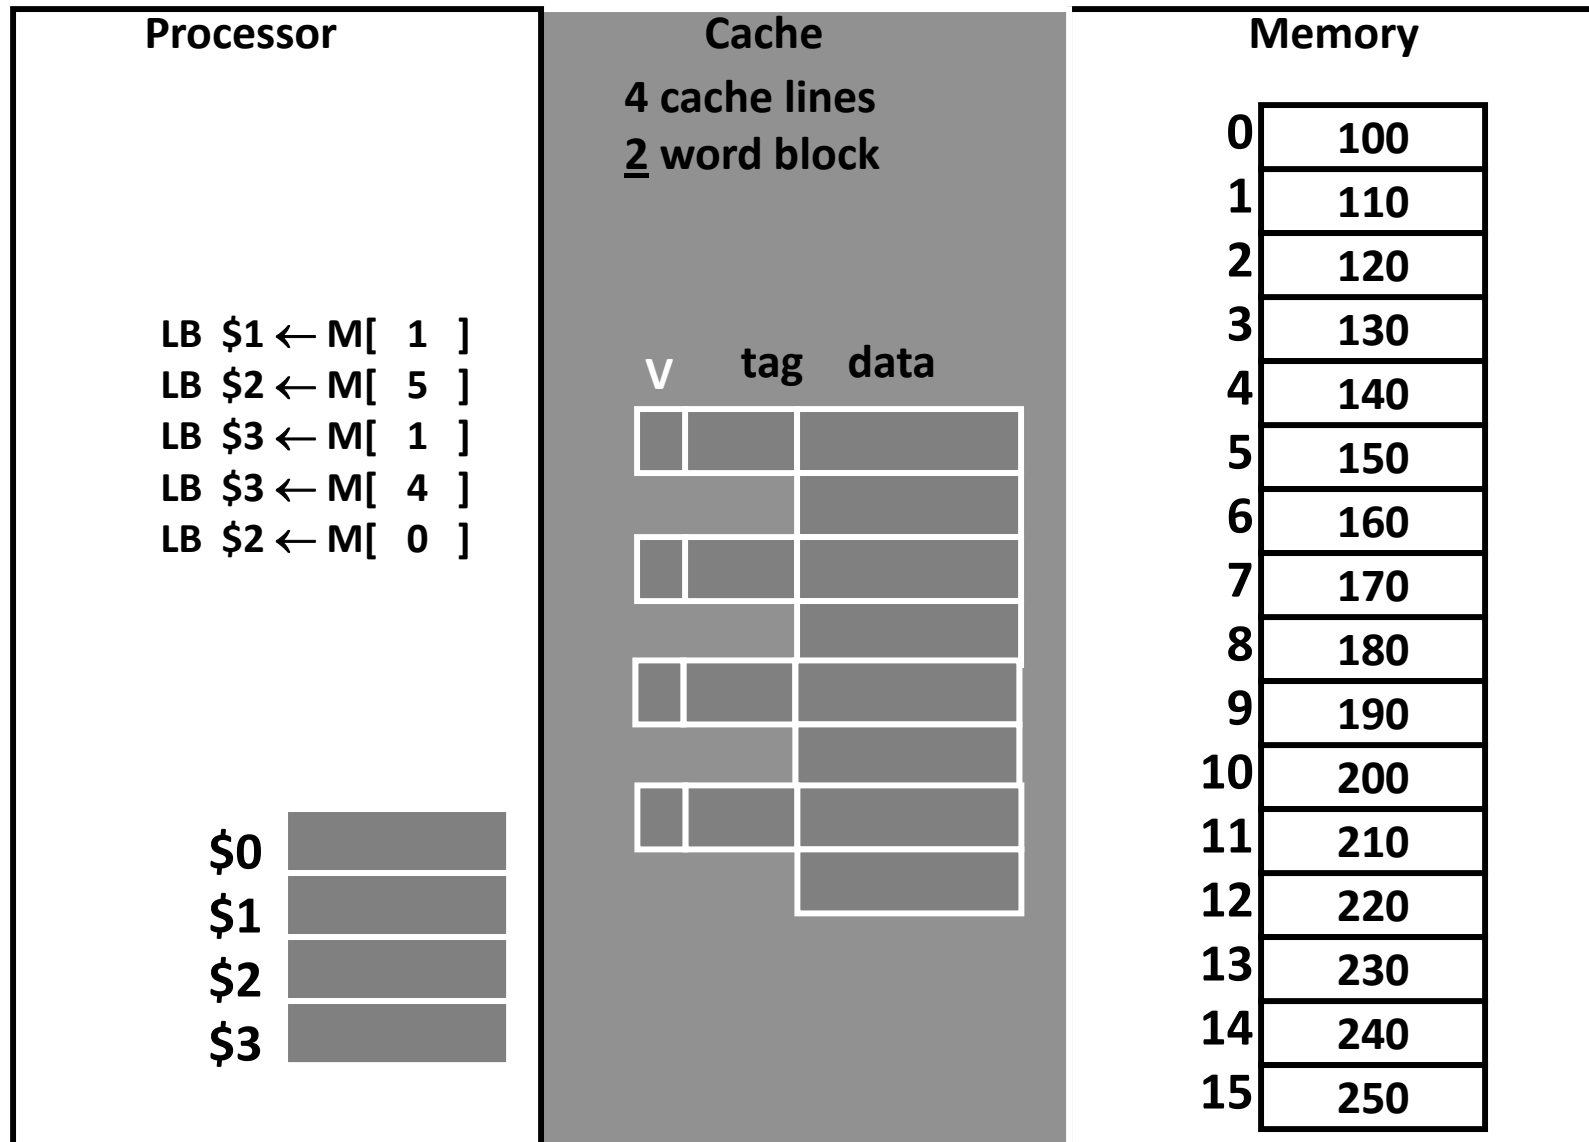 Processor
LB $1 ← M[ 1 ]
LB $2 ← M[ 5 ]
LB $3 ← M[ 1 ]
LB $3 ← M[ 4 ]
LB $2 ← M[ 0 ]
$0
$1
$2
$3
Cache
4 cache lines
2 word block
V tag data
Memory
0 100
1 110
2 120
3 130
4 140
5 150
6 160
7 170
8 180
9 190
10 200
11 210
12 220
13 230
14 240
15 250